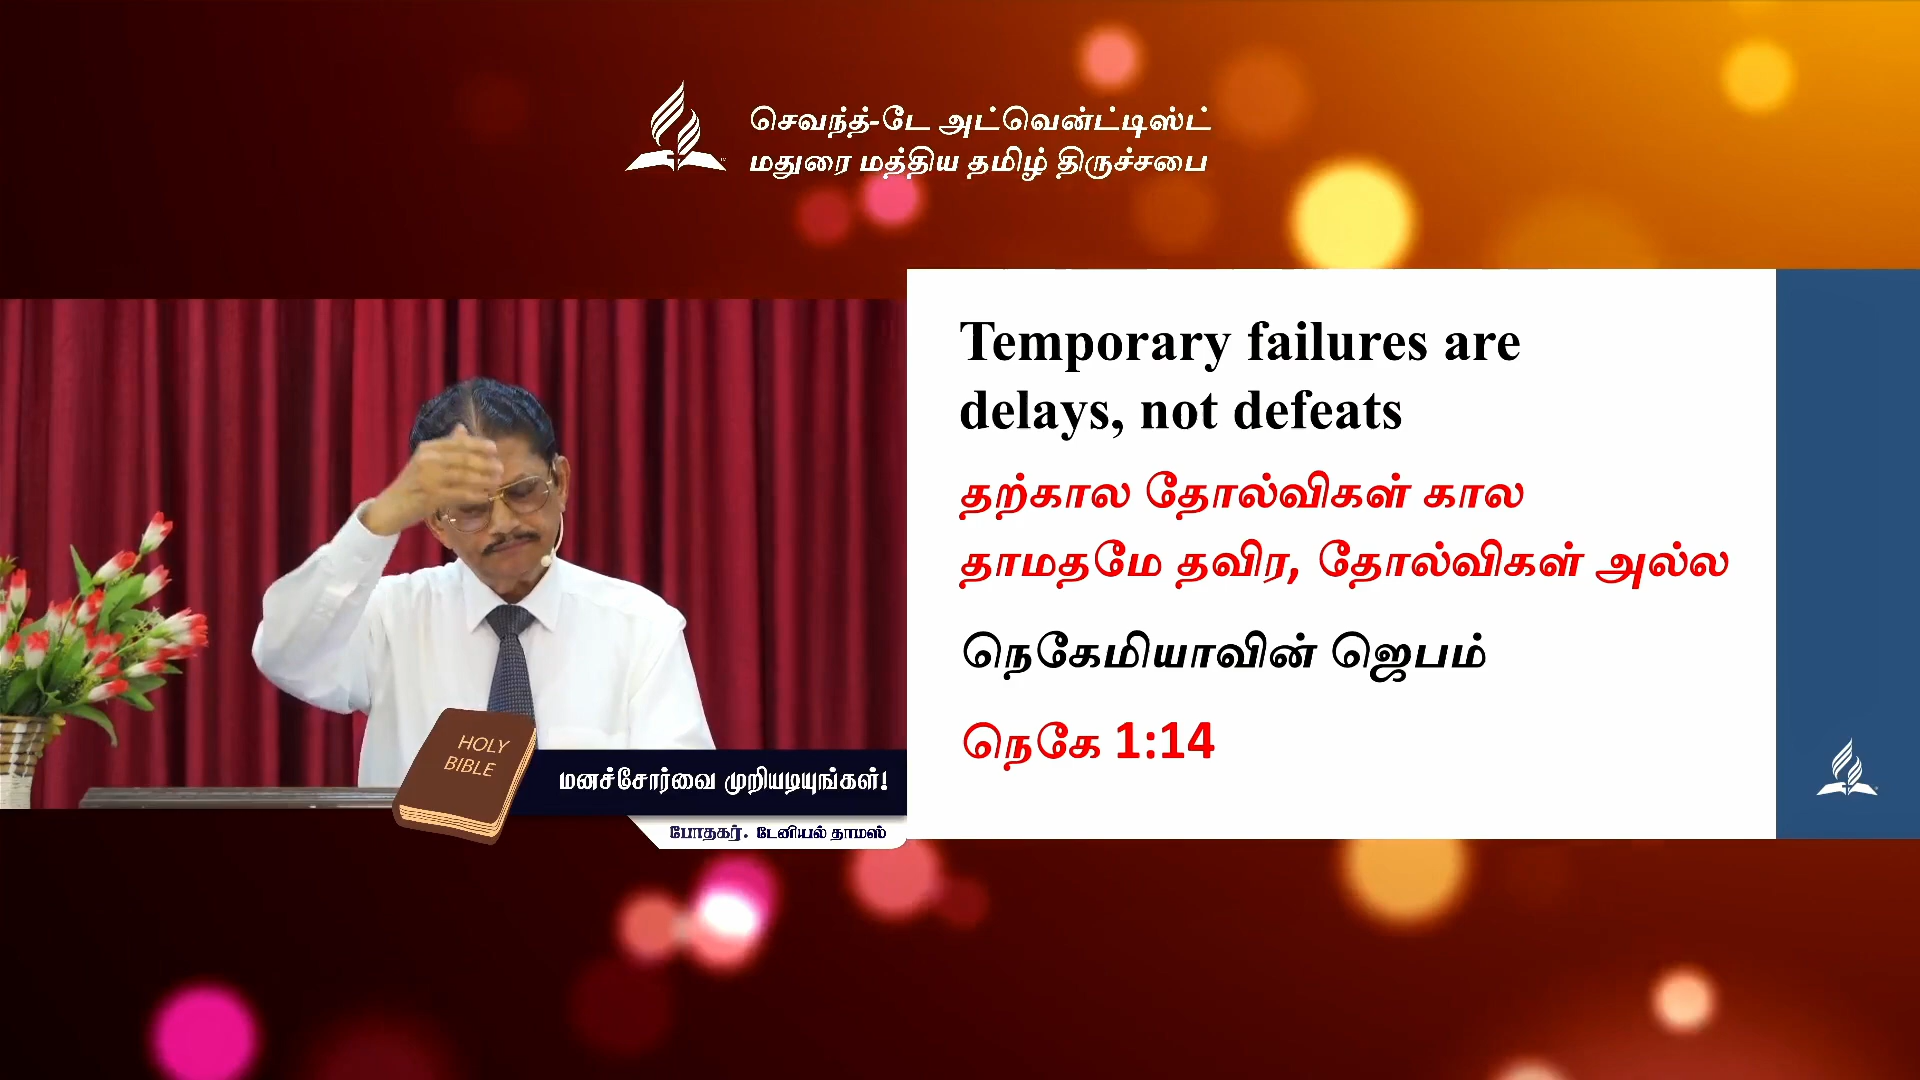 செவந்த்-டே அட்வென்ட்டிஸ்ட்
மதுரை மத்திய தமிழ் திருச்சபை
Temporary failures are
delays, not defeats
தற்கால தோல்விகள் கால
தாமதமே தவிர, தோல்விகள் அல்ல
நெகேமியாவின் ஜெபம்
நெகே 1:14
HOLY
BIBLE
மனச்சோர்வை முறியடியுங்கள்!
போதகர். டேனியல் தாமஸ்